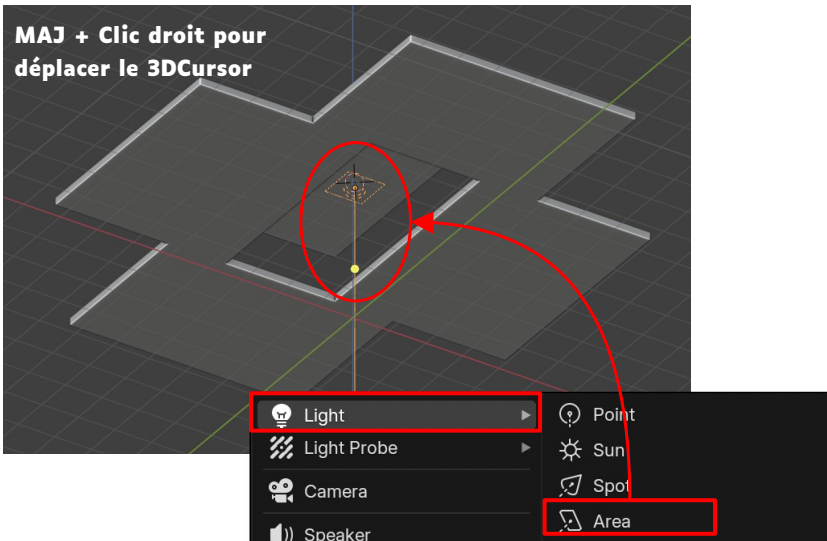 MAJ + Clic droit pour
déplacer le 3DCursor
Light
Light Probe
Camera
Speaker
Point
Sun
Spot
Area